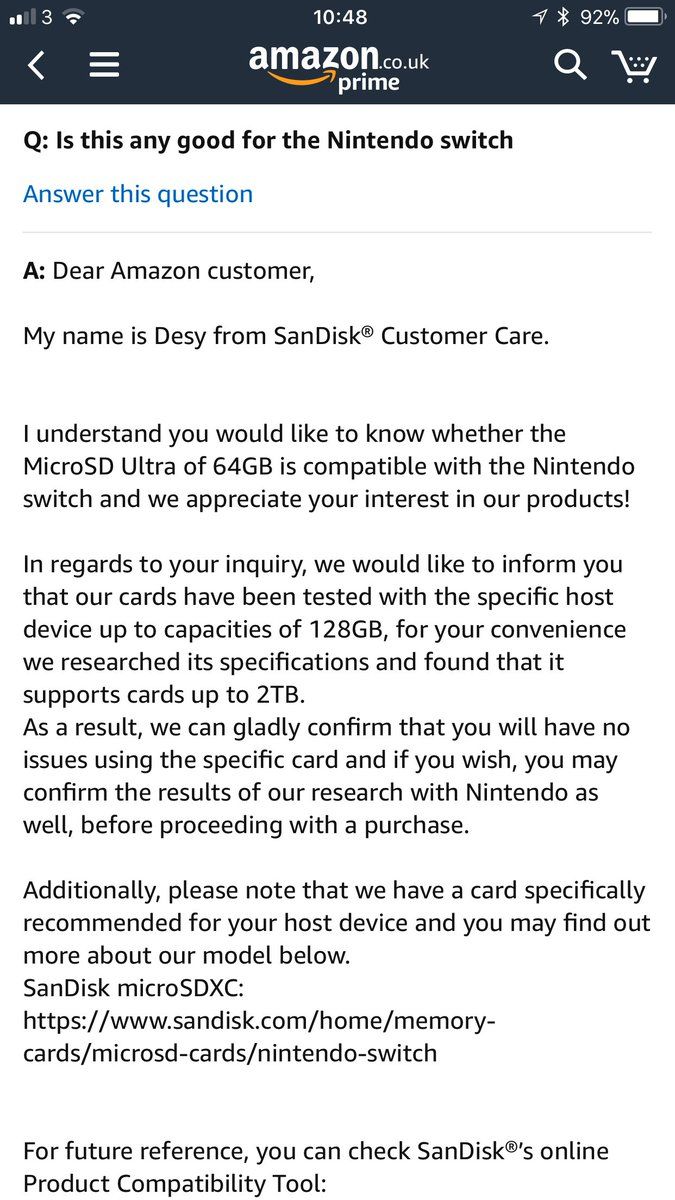 3 10:48 92%
amazon.co.uk
prime
Q: Is this any good for the Nintendo switch
Answer this question
A: Dear Amazon customer,
My name is Desy from SanDisk® Customer Care.
I understand you would like to know whether the
MicroSD Ultra of 64GB is compatible with the Nintendo
switch and we appreciate your interest in our products!
In regards to your inquiry, we would like to inform you
that our cards have been tested with the specific host
device up to capacities of 128GB, for your convenience
we researched its specifications and found that it
supports cards up to 2TB.
As a result, we can gladly confirm that you will have no
issues using the specific card and if you wish, you may
confirm the results of our research with Nintendo as
well, before proceeding with a purchase.
Additionally, please note that we have a card specifically
recommended for your host device and you may find out
more about our model below.
SanDisk microSDXC:
https://www.sandisk.com/home/memory-
cards/microsd-cards/nintendo-switch
For future reference, you can check SanDisk®’s online
Product Compatibility Tool: